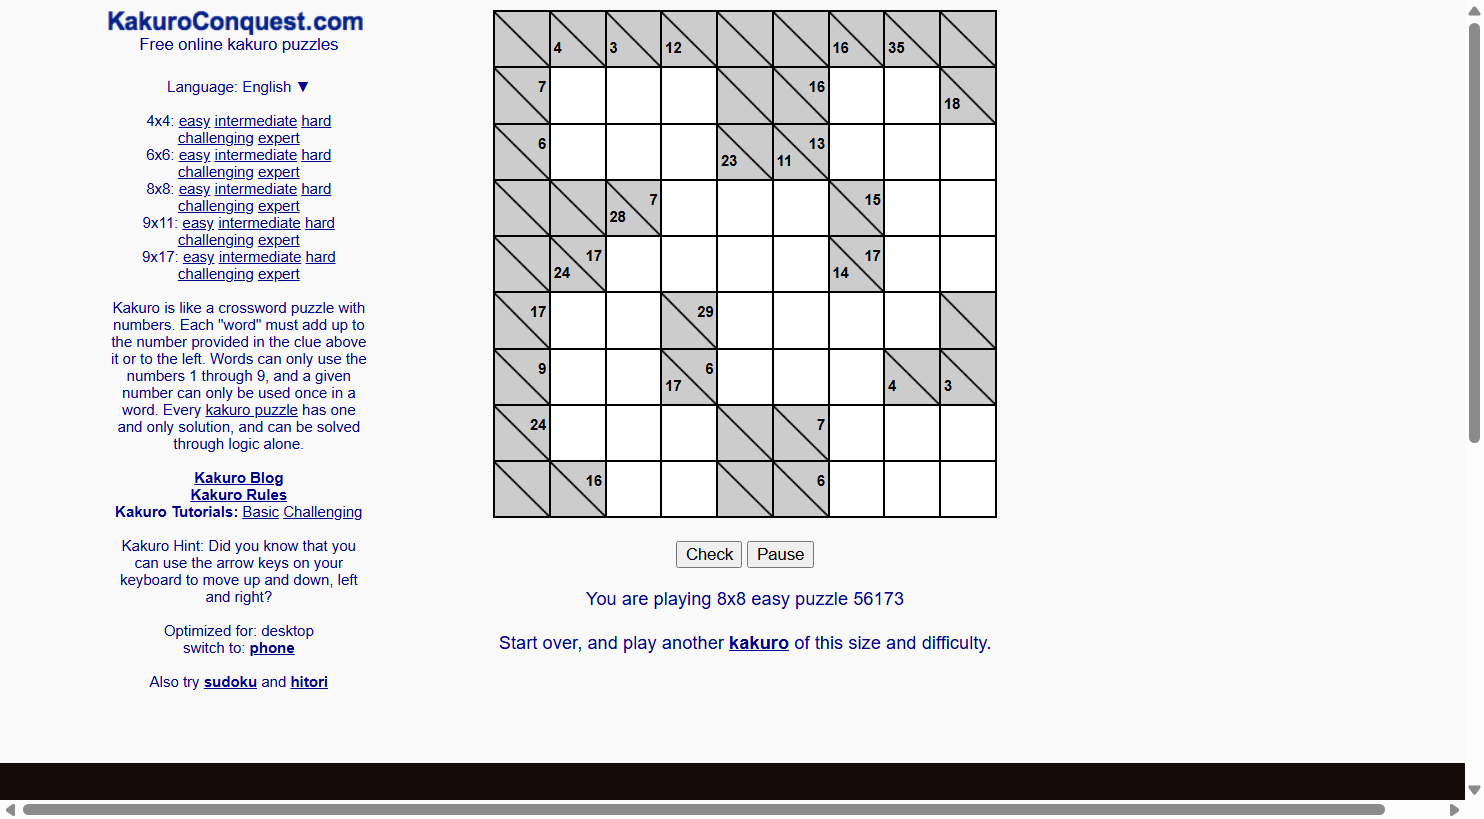 KakuroConquest.com
Free online kakuro puzzles
Language: English ▼
4x4: easy intermediate hard
challenging expert
6x6: easy intermediate hard
challenging expert
8x8: easy intermediate hard
challenging expert
9x11: easy intermediate hard
challenging expert
9x17: easy intermediate hard
challenging expert
Kakuro is like a crossword puzzle with
numbers. Each "word" must add up to
the number provided in the clue above
it or to the left. Words can only use the
numbers 1 through 9, and a given
number can only be used once in a
word. Every kakuro puzzle has one
and only solution, and can be solved
through logic alone.
Kakuro Blog
Kakuro Rules
Kakuro Tutorials: Basic Challenging
Kakuro Hint: Did you know that you
can use the arrow keys on your
keyboard to move up and down, left
and right?
Optimized for: desktop
switch to: phone
Also try sudoku and hitori
4 3 12 16 35
7 16 18
6 23 11 13
28 7 15
24 17 14 17
17 29
9 17 6 4 3
24 7
16 6
Check Pause
You are playing 8x8 easy puzzle 56173
Start over, and play another kakuro of this size and difficulty.